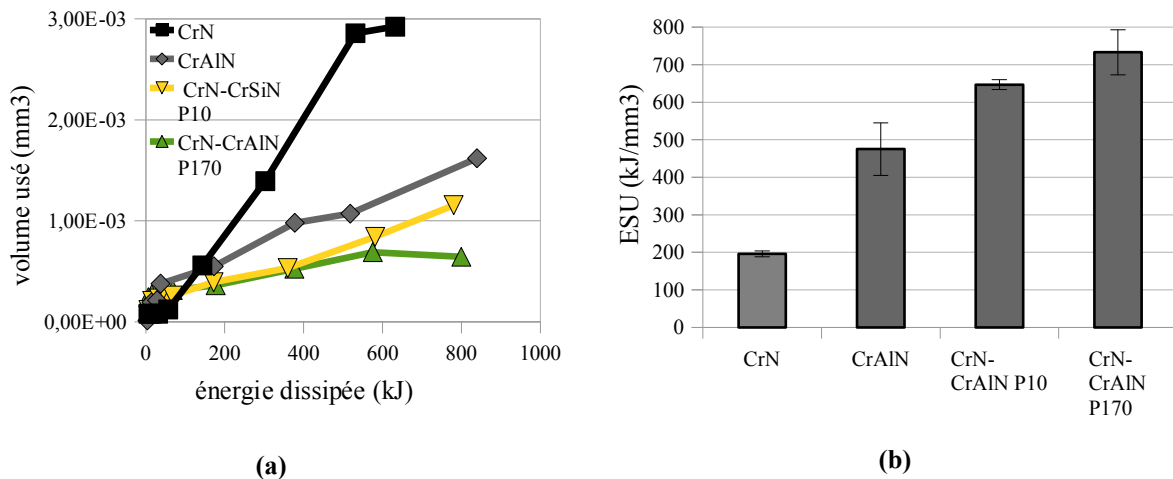 3,00E-03
2,00E-03
1,00E-03
0,00E+00
volume usé (mm3)
CrN
CrAlN
CrN-CrSiN
P10
CrN-CrAlN
P170
0
200
400
600
800
1000
énergie dissipée (kJ)
(a)
800
700
600
500
400
300
200
100
0
ESU (kJ/mm3)
CrN
CrAlN
CrN-
CrAlN P10
CrN-
CrAlN
P170
(b)